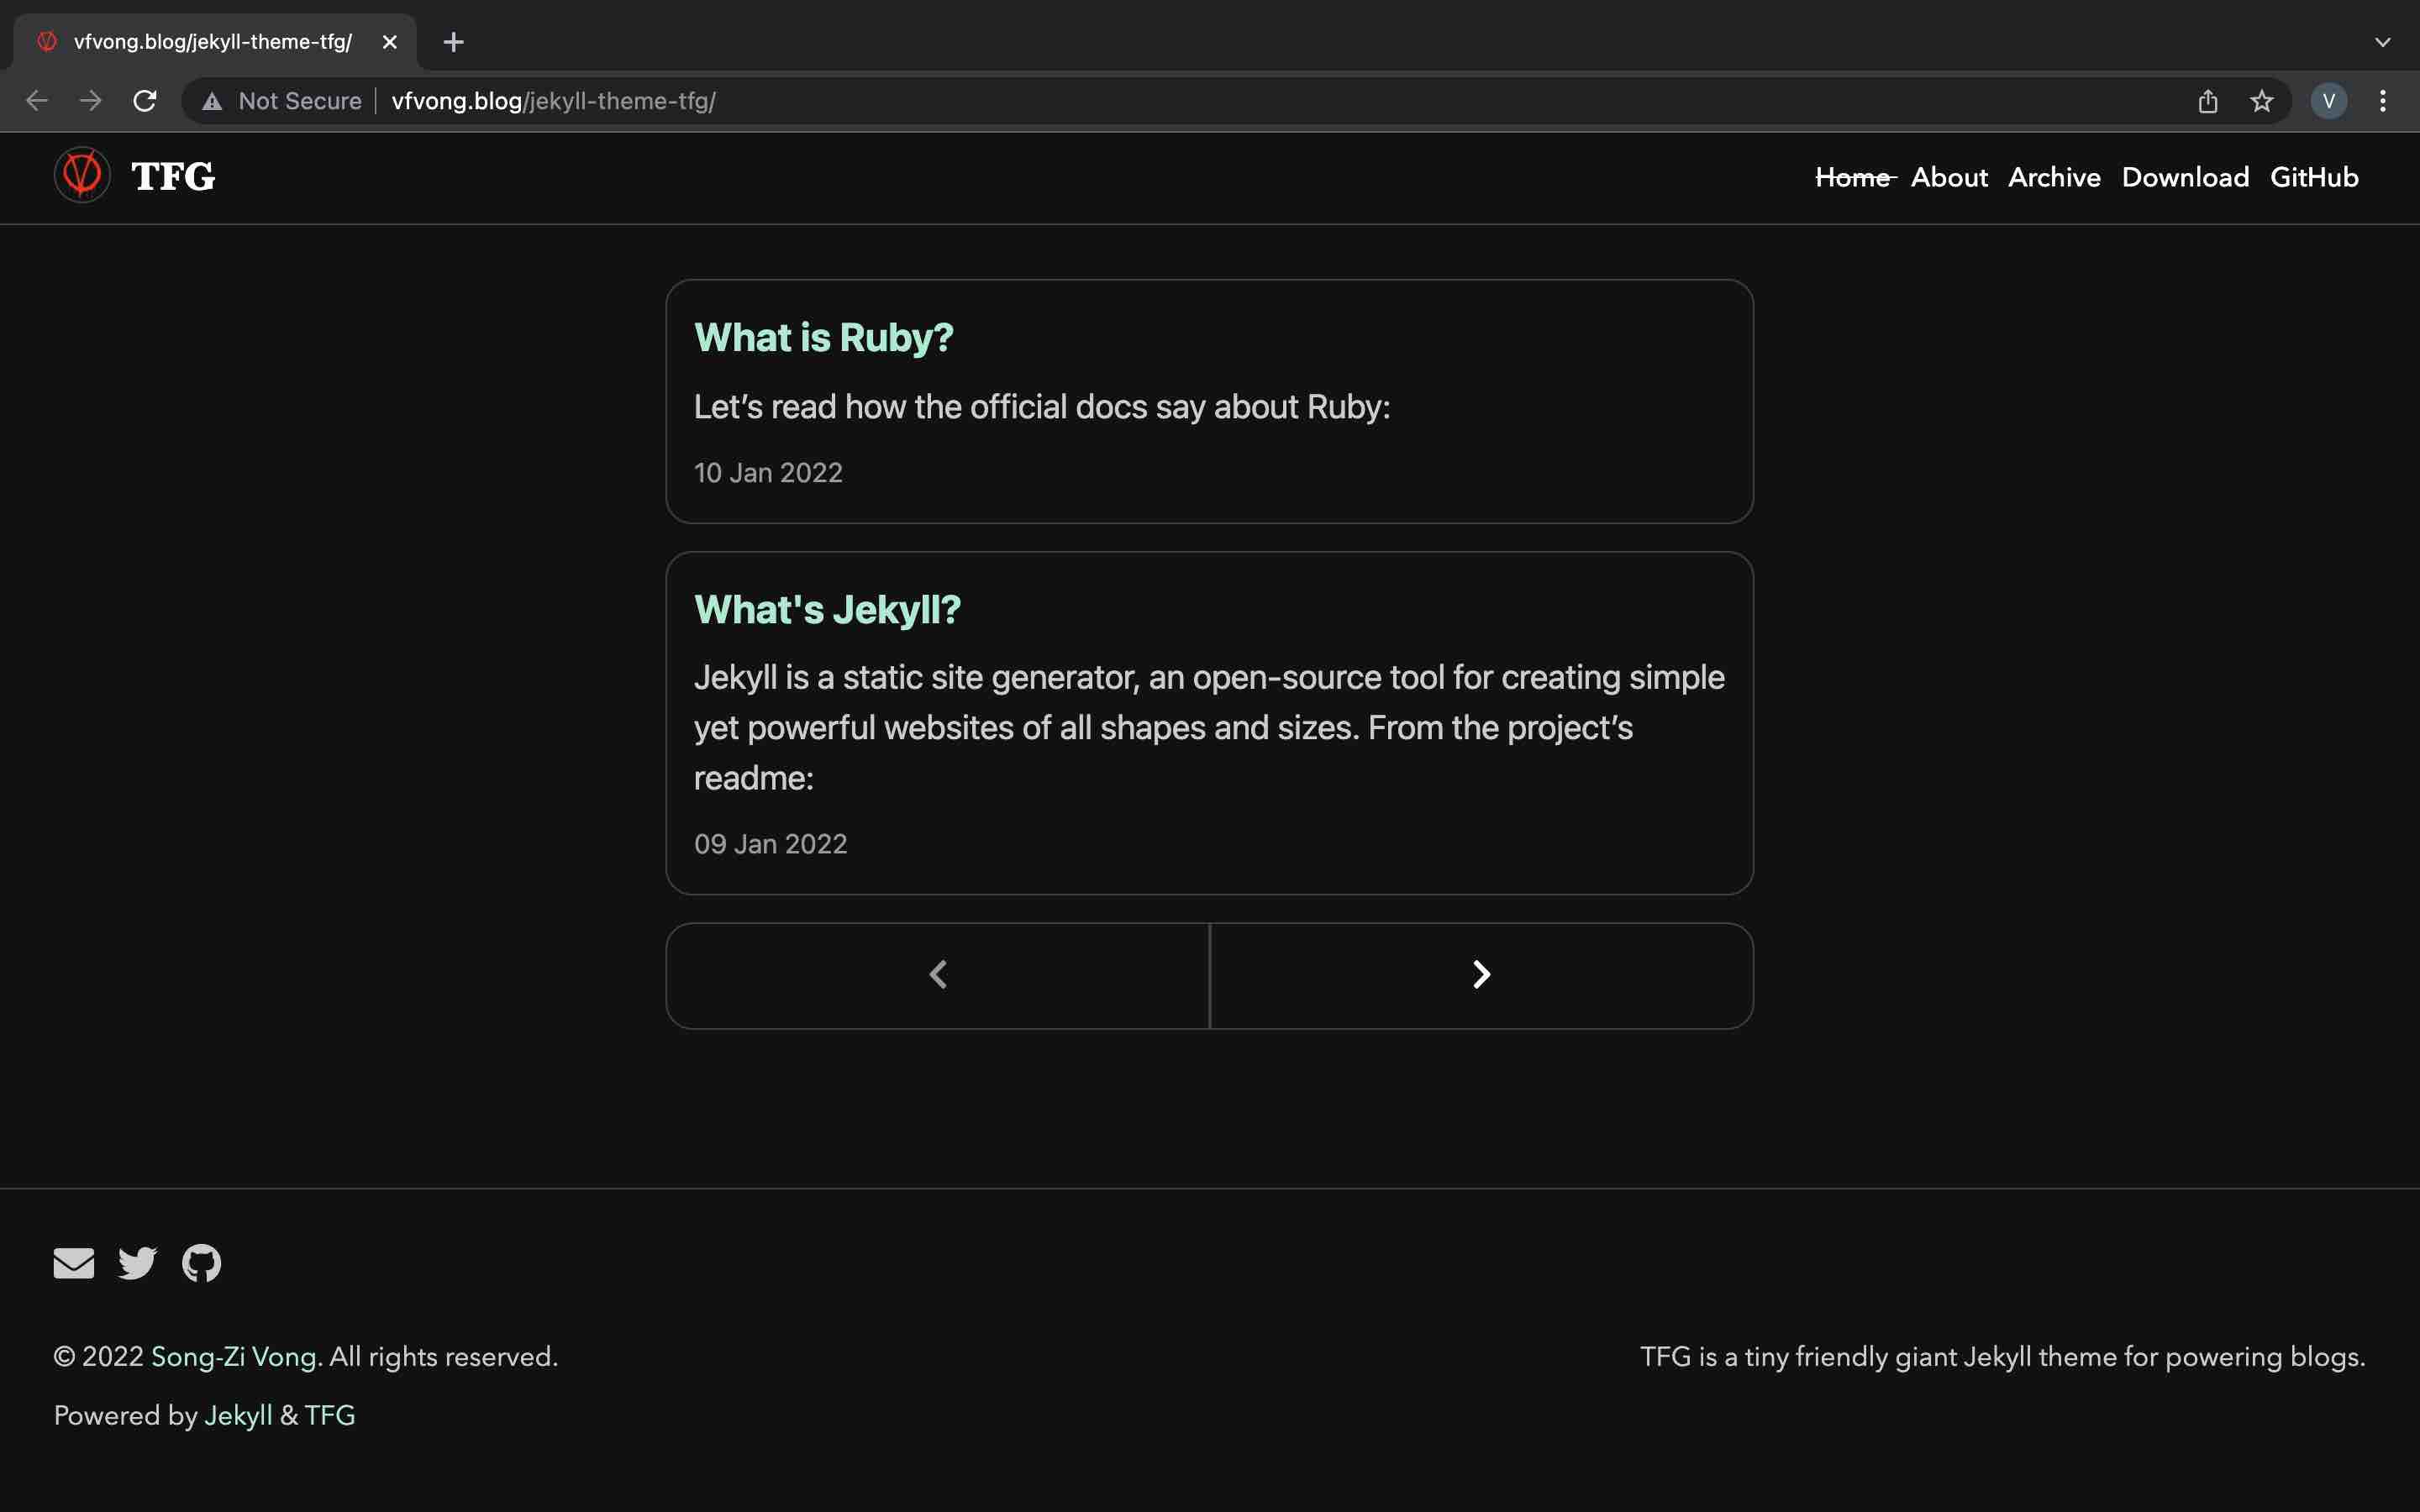 vfvong.blog/jekyll-theme-tfg/
Not Secure vfvong.blog/jekyll-theme-tfg/
V
TFG
Home About Archive Download GitHub
What is Ruby?
Let’s read how the official docs say about Ruby:
10 Jan 2022
What's Jekyll?
Jekyll is a static site generator, an open-source tool for creating simple
yet powerful websites of all shapes and sizes. From the project’s
readme:
09 Jan 2022
© 2022 Song-Zi Vong. All rights reserved.
TFG is a tiny friendly giant Jekyll theme for powering blogs.
Powered by Jekyll & TFG